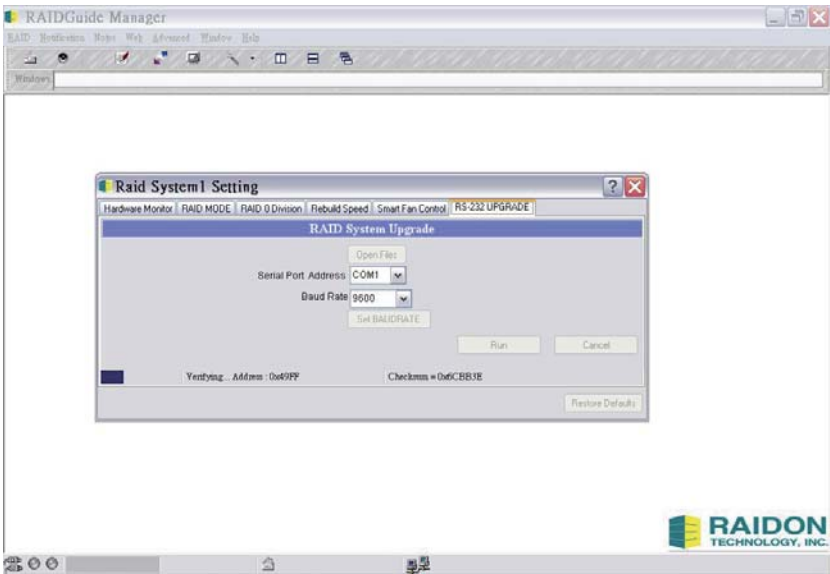 RAIDGuide Manager
RAID Notification Notes Web Advanced Window Help
Windows
Raid System1 Setting
Hardware Monitor RAID MODE RAID 0 Division Rebuild Speed Smart Fan Control RS-232 UPGRADE
RAID System Upgrade
Open Files
Serial Port Address COM1
Baud Rate 9600
Set BAUDRATE
Run Cancel
Verifying... Address : 0x49FF Checksum = 0x6CBB3E
Restore Defaults
RAIDON
TECHNOLOGY, INC.